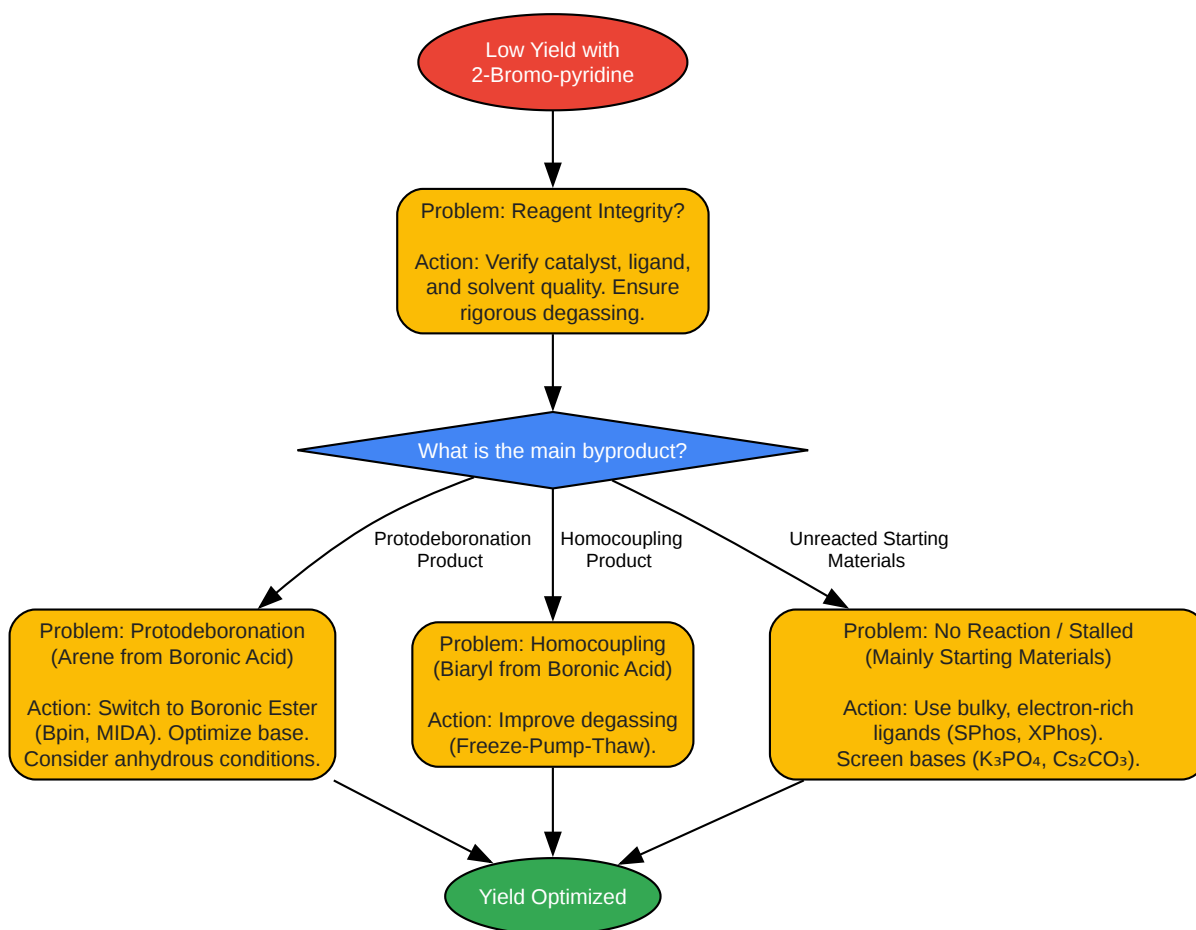 Low Yield with
2-Bromo-pyridine
Problem: Reagent Integrity?
Action: Verify catalyst, ligand,
and solvent quality. Ensure
rigorous degassing.
What is the main byproduct?
Protodeboronation
Product
Homocoupling
Product
Unreacted Starting
Materials
Problem: Protodeboronation
(Arene from Boronic Acid)
Action: Switch to Boronic Ester
(Bpin, MIDA). Optimize base.
Consider anhydrous conditions.
Problem: Homocoupling
(Biaryl from Boronic Acid)
Action: Improve degassing
(Freeze-Pump-Thaw).
Problem: No Reaction / Stalled
(Mainly Starting Materials)
Action: Use bulky, electron-rich
ligands (SPhos, XPhos).
Screen bases (K₃PO₄, Cs₂CO₃).
Yield Optimized